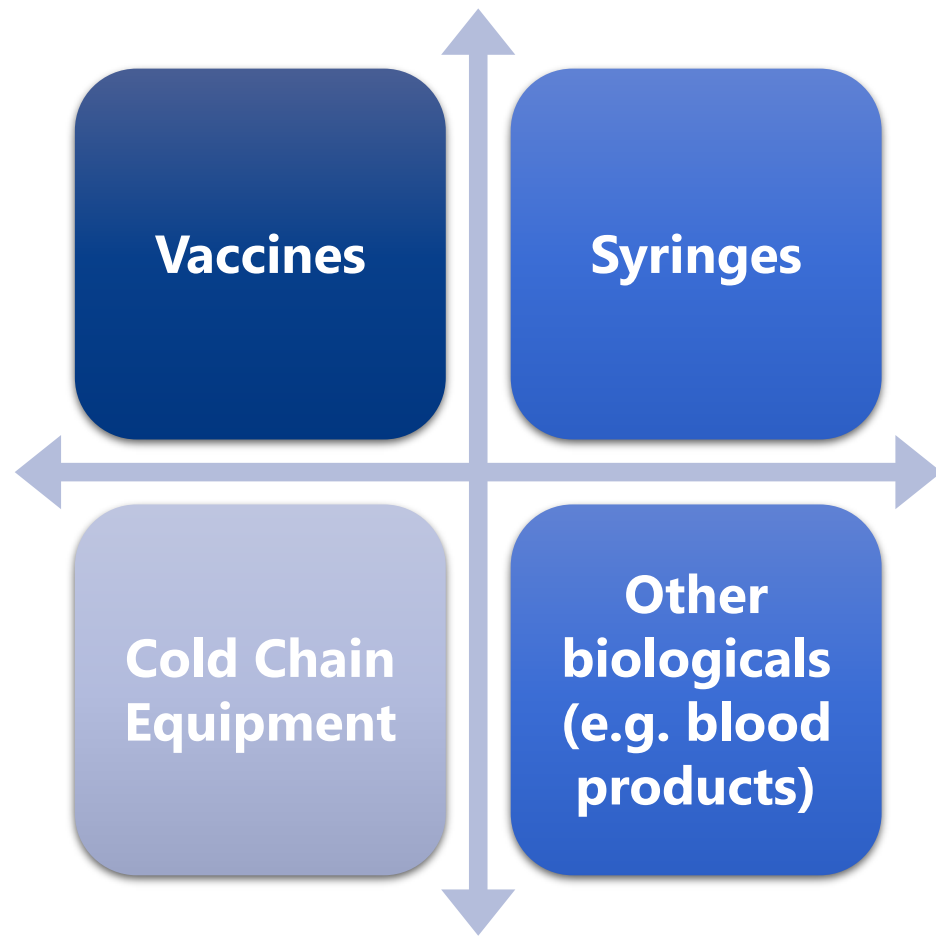 Vaccines
Syringes
Cold Chain
Equipment
Other
biologicals
(e.g. blood
products)